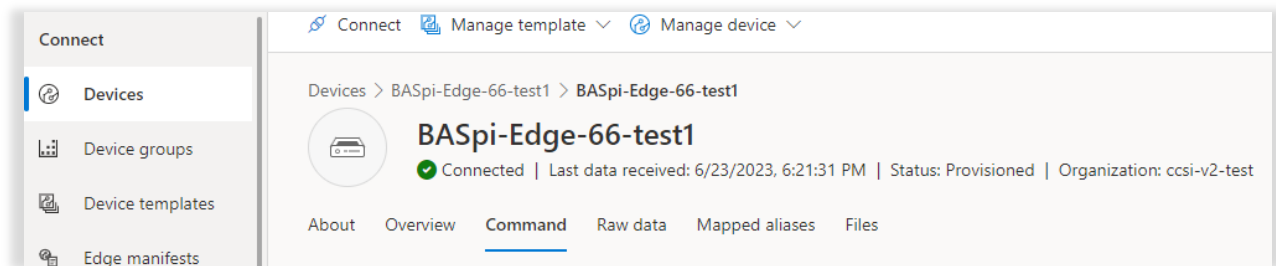 Connect
Devices
Device groups
Device templates
Edge manifests
Connect Manage template Manage device
Devices > BASpi-Edge-66-test1 > BASpi-Edge-66-test1
BASpi-Edge-66-test1
Connected | Last data received: 6/23/2023, 6:21:31 PM | Status: Provisioned | Organization: ccsi-v2-test
About Overview Command Raw data Mapped aliases Files